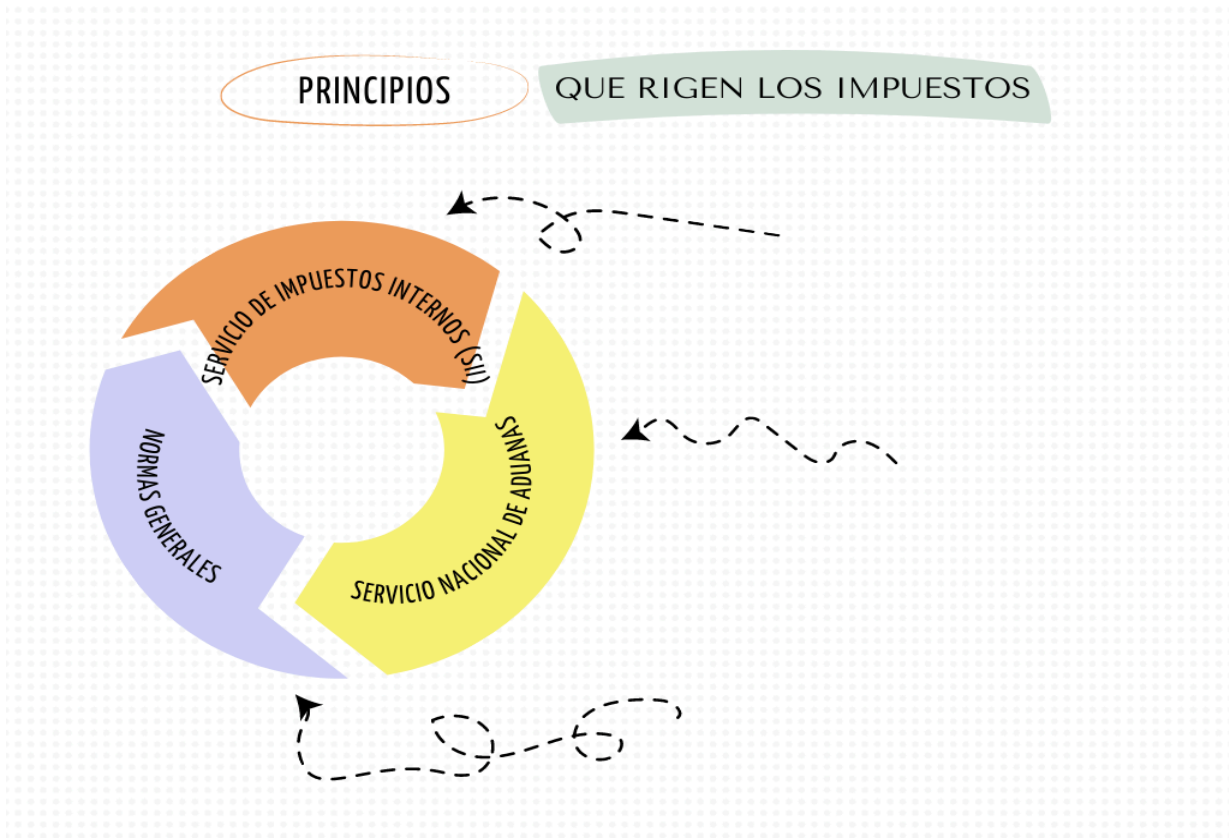 PRINCIPIOS
QUE RIGEN LOS IMPUESTOS
SERVICIO DE IMPUESTOS INTERNOS (SII)
SERVICIO NACIONAL DE ADUANAS
NORMAS GENERALES